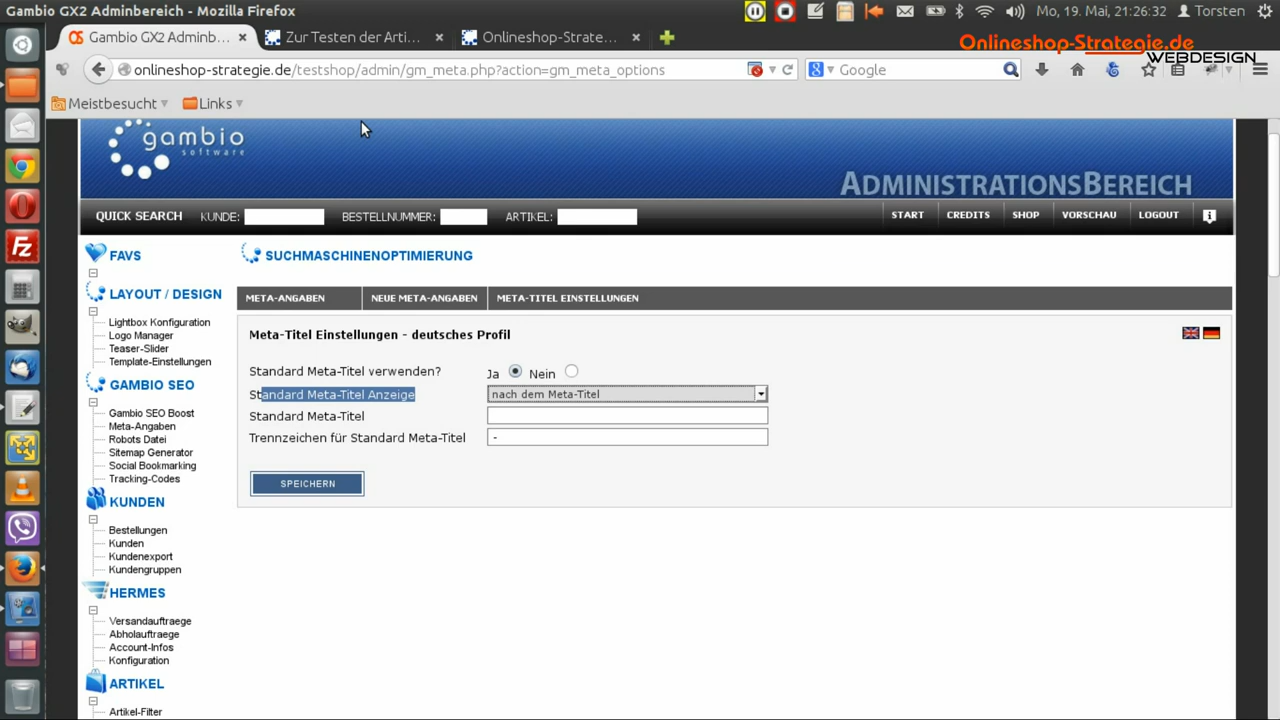 Gambio GX2 Adminbereich - Mozilla Firefox
Mo, 19. Mai, 21:26:32 Torsten
Gambio GX2 Adminb...
Zur Testen der Arti...
Onlineshop-Strate...
Onlineshop-Strategie.de
WEBDESIGN
onlineshop-strategie.de/testshop/admin/gm_meta.php?action=gm_meta_options
Google
Meistbesucht
Links
gambio
software
ADMINISTRATIONSBEREICH
QUICK SEARCH KUNDE: BESTELLNUMMER: ARTIKEL:
START CREDITS SHOP VORSCHAU LOGOUT
FAVS
LAYOUT / DESIGN
Lightbox Konfiguration
Logo Manager
Teaser-Slider
Template-Einstellungen
GAMBIO SEO
Gambio SEO Boost
Meta-Angaben
Robots Datei
Sitemap Generator
Social Bookmarking
Tracking-Codes
KUNDEN
Bestellungen
Kunden
Kundenexport
Kundengruppen
HERMES
Versandauftraege
Abholauftraege
Account-Infos
Konfiguration
ARTIKEL
Artikel-Filter
SUCHMASCHINENOPTIMIERUNG
META-ANGABEN NEUE META-ANGABEN META-TITEL EINSTELLUNGEN
Meta-Titel Einstellungen - deutsches Profil
Standard Meta-Titel verwenden? Ja Nein
Standard Meta-Titel Anzeige nach dem Meta-Titel
Standard Meta-Titel
Trennzeichen für Standard Meta-Titel -
SPEICHERN